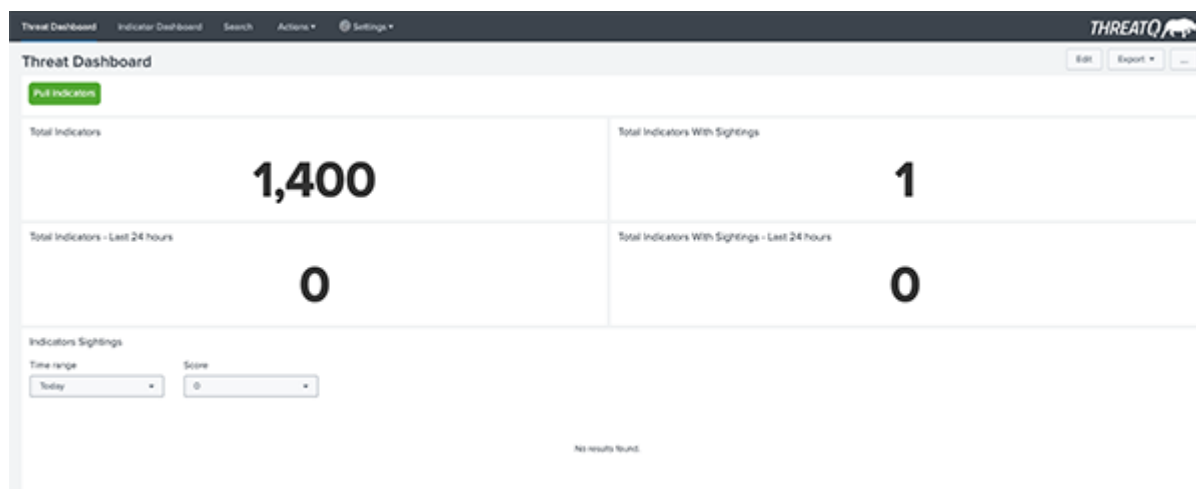 Threat Dashboard Indicator Dashboard Search Actions Settings THREATQ
Threat Dashboard Edit Export ...
Pull Indicators
Total Indicators Total Indicators With Sightings
1,400 1
Total Indicators - Last 24 hours Total Indicators With Sightings - Last 24 hours
0 0
Indicators Sightings
Time range Score
Today 0
No results found.